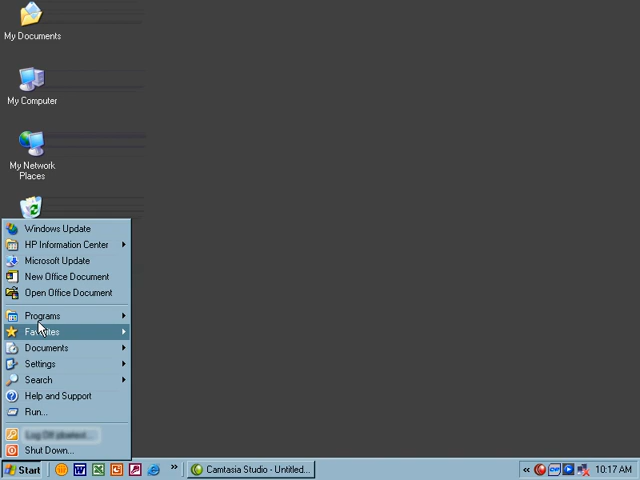 My Documents
My Computer
My Network
Places
Windows Update
HP Information Center
Microsoft Update
New Office Document
Open Office Document
Programs
Favorites
Documents
Settings
Search
Help and Support
Run...
Log Off
Shut Down...
Start
Camtasia Studio - Untitled...
10:17 AM